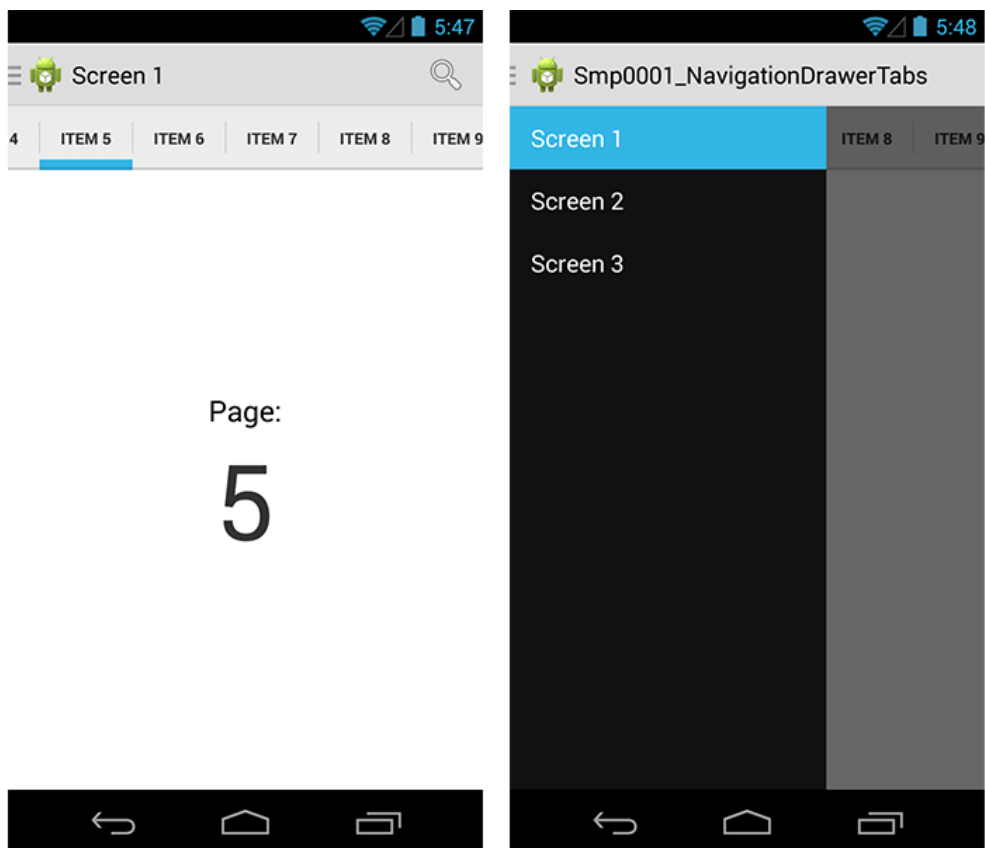 5:47
Screen 1
4 ITEM 5 ITEM 6 ITEM 7 ITEM 8 ITEM 9
Page:
5
5:48
Smp0001_NavigationDrawerTabs
Screen 1
ITEM 8 ITEM 9
Screen 2
Screen 3